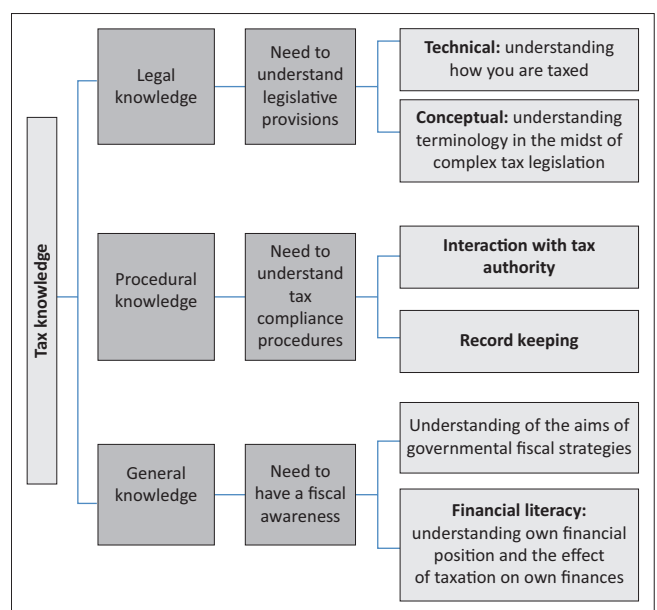 Tax knowledge
Legal
knowledge
Need to
understand
legislative
provisions
Technical: understanding
how you are taxed
Conceptual: understanding
terminology in the midst of
complex tax legislation
Procedural
knowledge
Need to
understand
tax
compliance
procedures
Interaction with tax
authority
Record keeping
General
knowledge
Need to
have a fiscal
awareness
Understanding of the aims of
governmental fiscal strategies
Financial literacy:
understanding own financial
position and the effect
of taxation on own finances